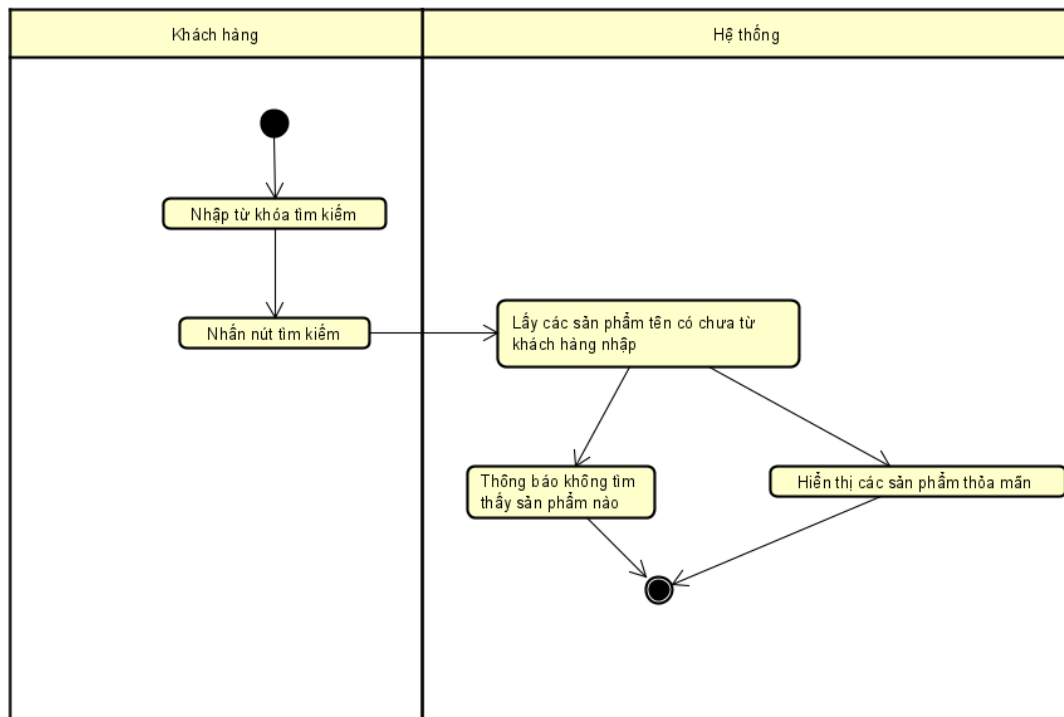 Khách hàng
Hệ thống
Nhập từ khóa tìm kiếm
Nhấn nút tìm kiếm
Lấy các sản phẩm tên có chưa từ
khách hàng nhập
Thông báo không tìm
thấy sản phẩm nào
Hiển thị các sản phẩm thỏa mãn